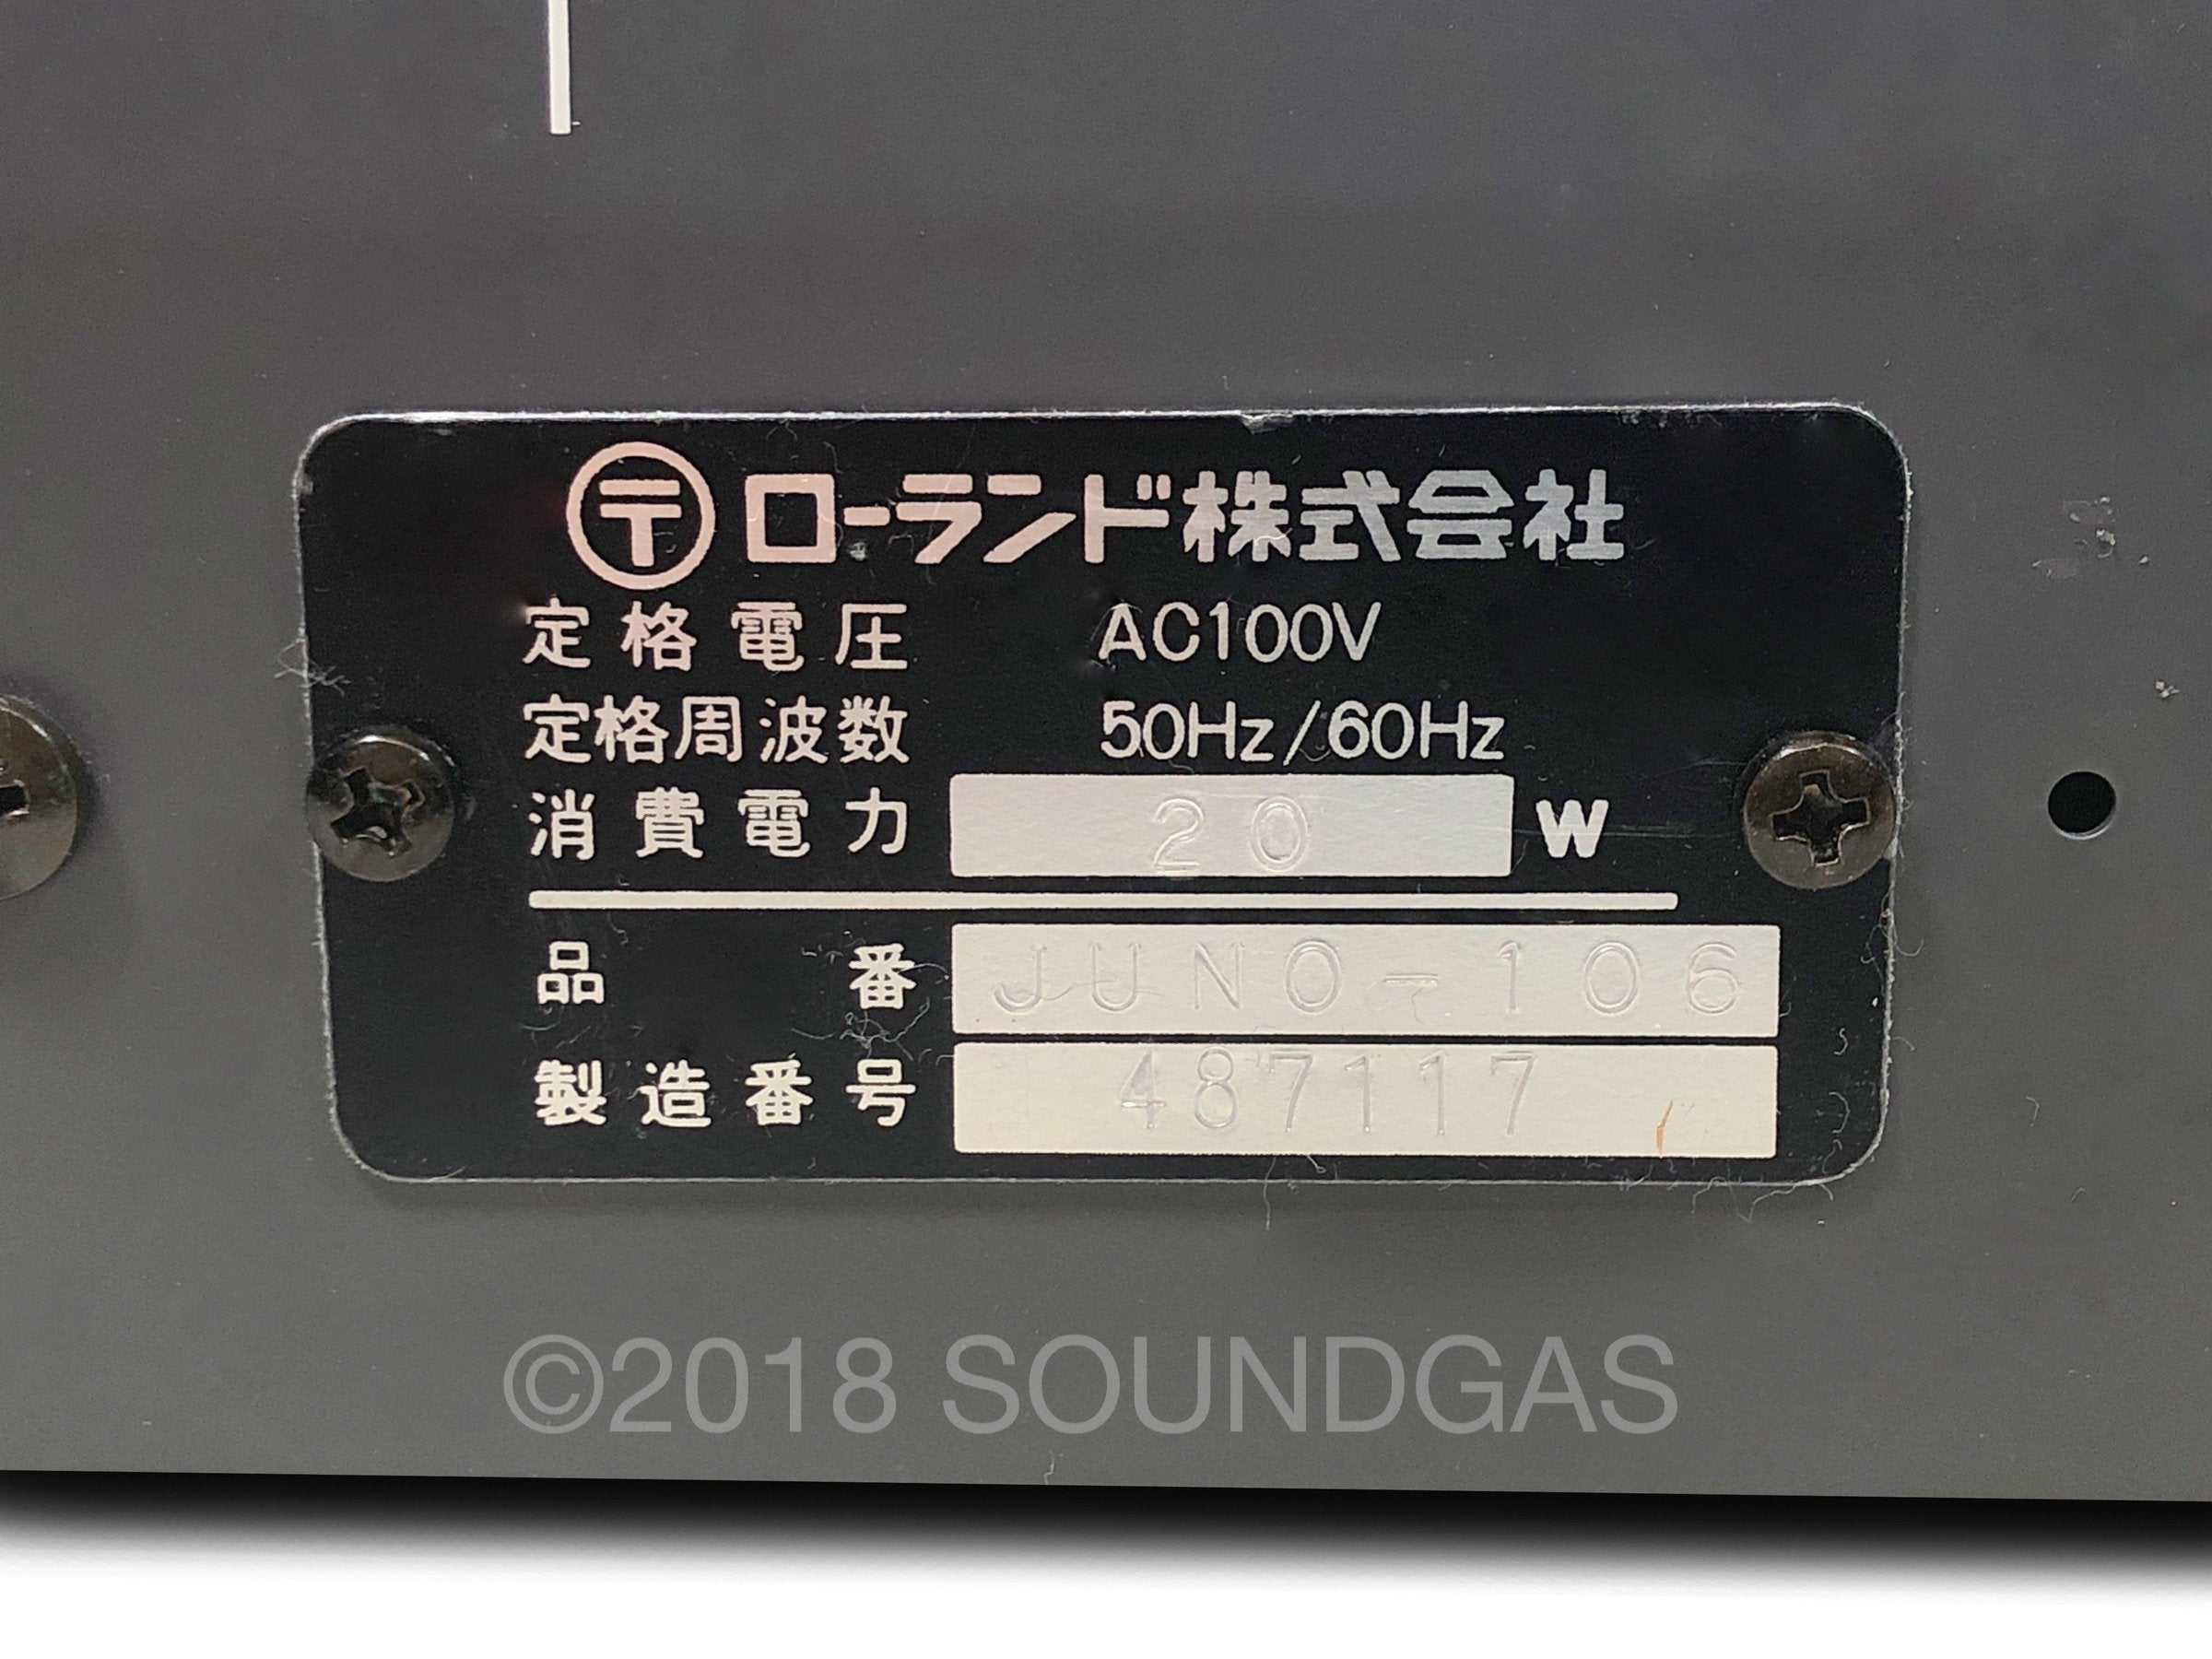 〒 ローランド株式会社
定格電圧 AC100V
定格周波数 50Hz/60Hz
消費電力 20 W
品番 JUNO-106
製造番号 487117
©2018 SOUNDGAS